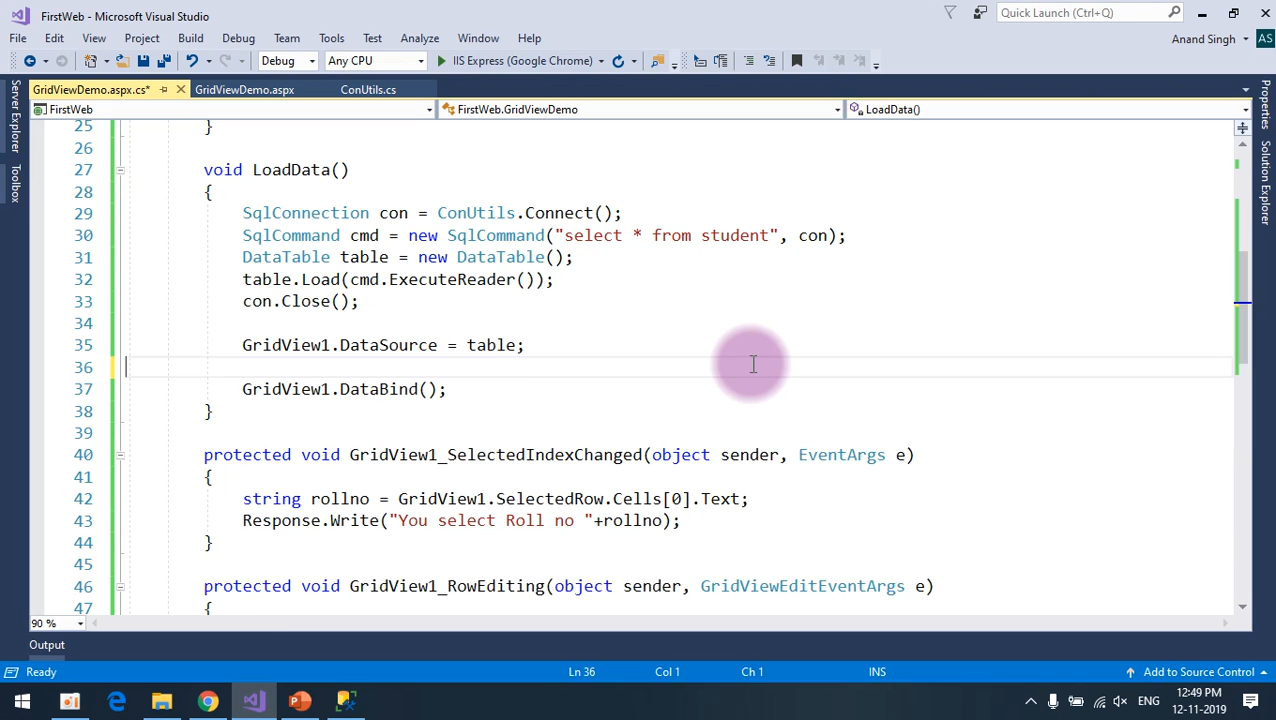 FirstWeb - Microsoft Visual Studio
Quick Launch (Ctrl+Q)
File Edit View Project Build Debug Team Tools Test Analyze Window Help
Anand Singh AS
Debug Any CPU IIS Express (Google Chrome)
GridViewDemo.aspx.cs* GridViewDemo.aspx ConUtils.cs
FirstWeb FirstWeb.GridViewDemo LoadData()
Server Explorer
Toolbox
Properties
Solution Explorer
25 }
26
27 void LoadData()
28 {
29 SqlConnection con = ConUtils.Connect();
30 SqlCommand cmd = new SqlCommand("select * from student", con);
31 DataTable table = new DataTable();
32 table.Load(cmd.ExecuteReader());
33 con.Close();
34
35 GridView1.DataSource = table;
36
37 GridView1.DataBind();
38 }
39
40 protected void GridView1_SelectedIndexChanged(object sender, EventArgs e)
41 {
42 string rollno = GridView1.SelectedRow.Cells[0].Text;
43 Response.Write("You select Roll no "+rollno);
44 }
45
46 protected void GridView1_RowEditing(object sender, GridViewEditEventArgs e)
47 {
90 %
Output
Ready Ln 36 Col 1 Ch 1 INS Add to Source Control
ENG 12:49 PM
12-11-2019